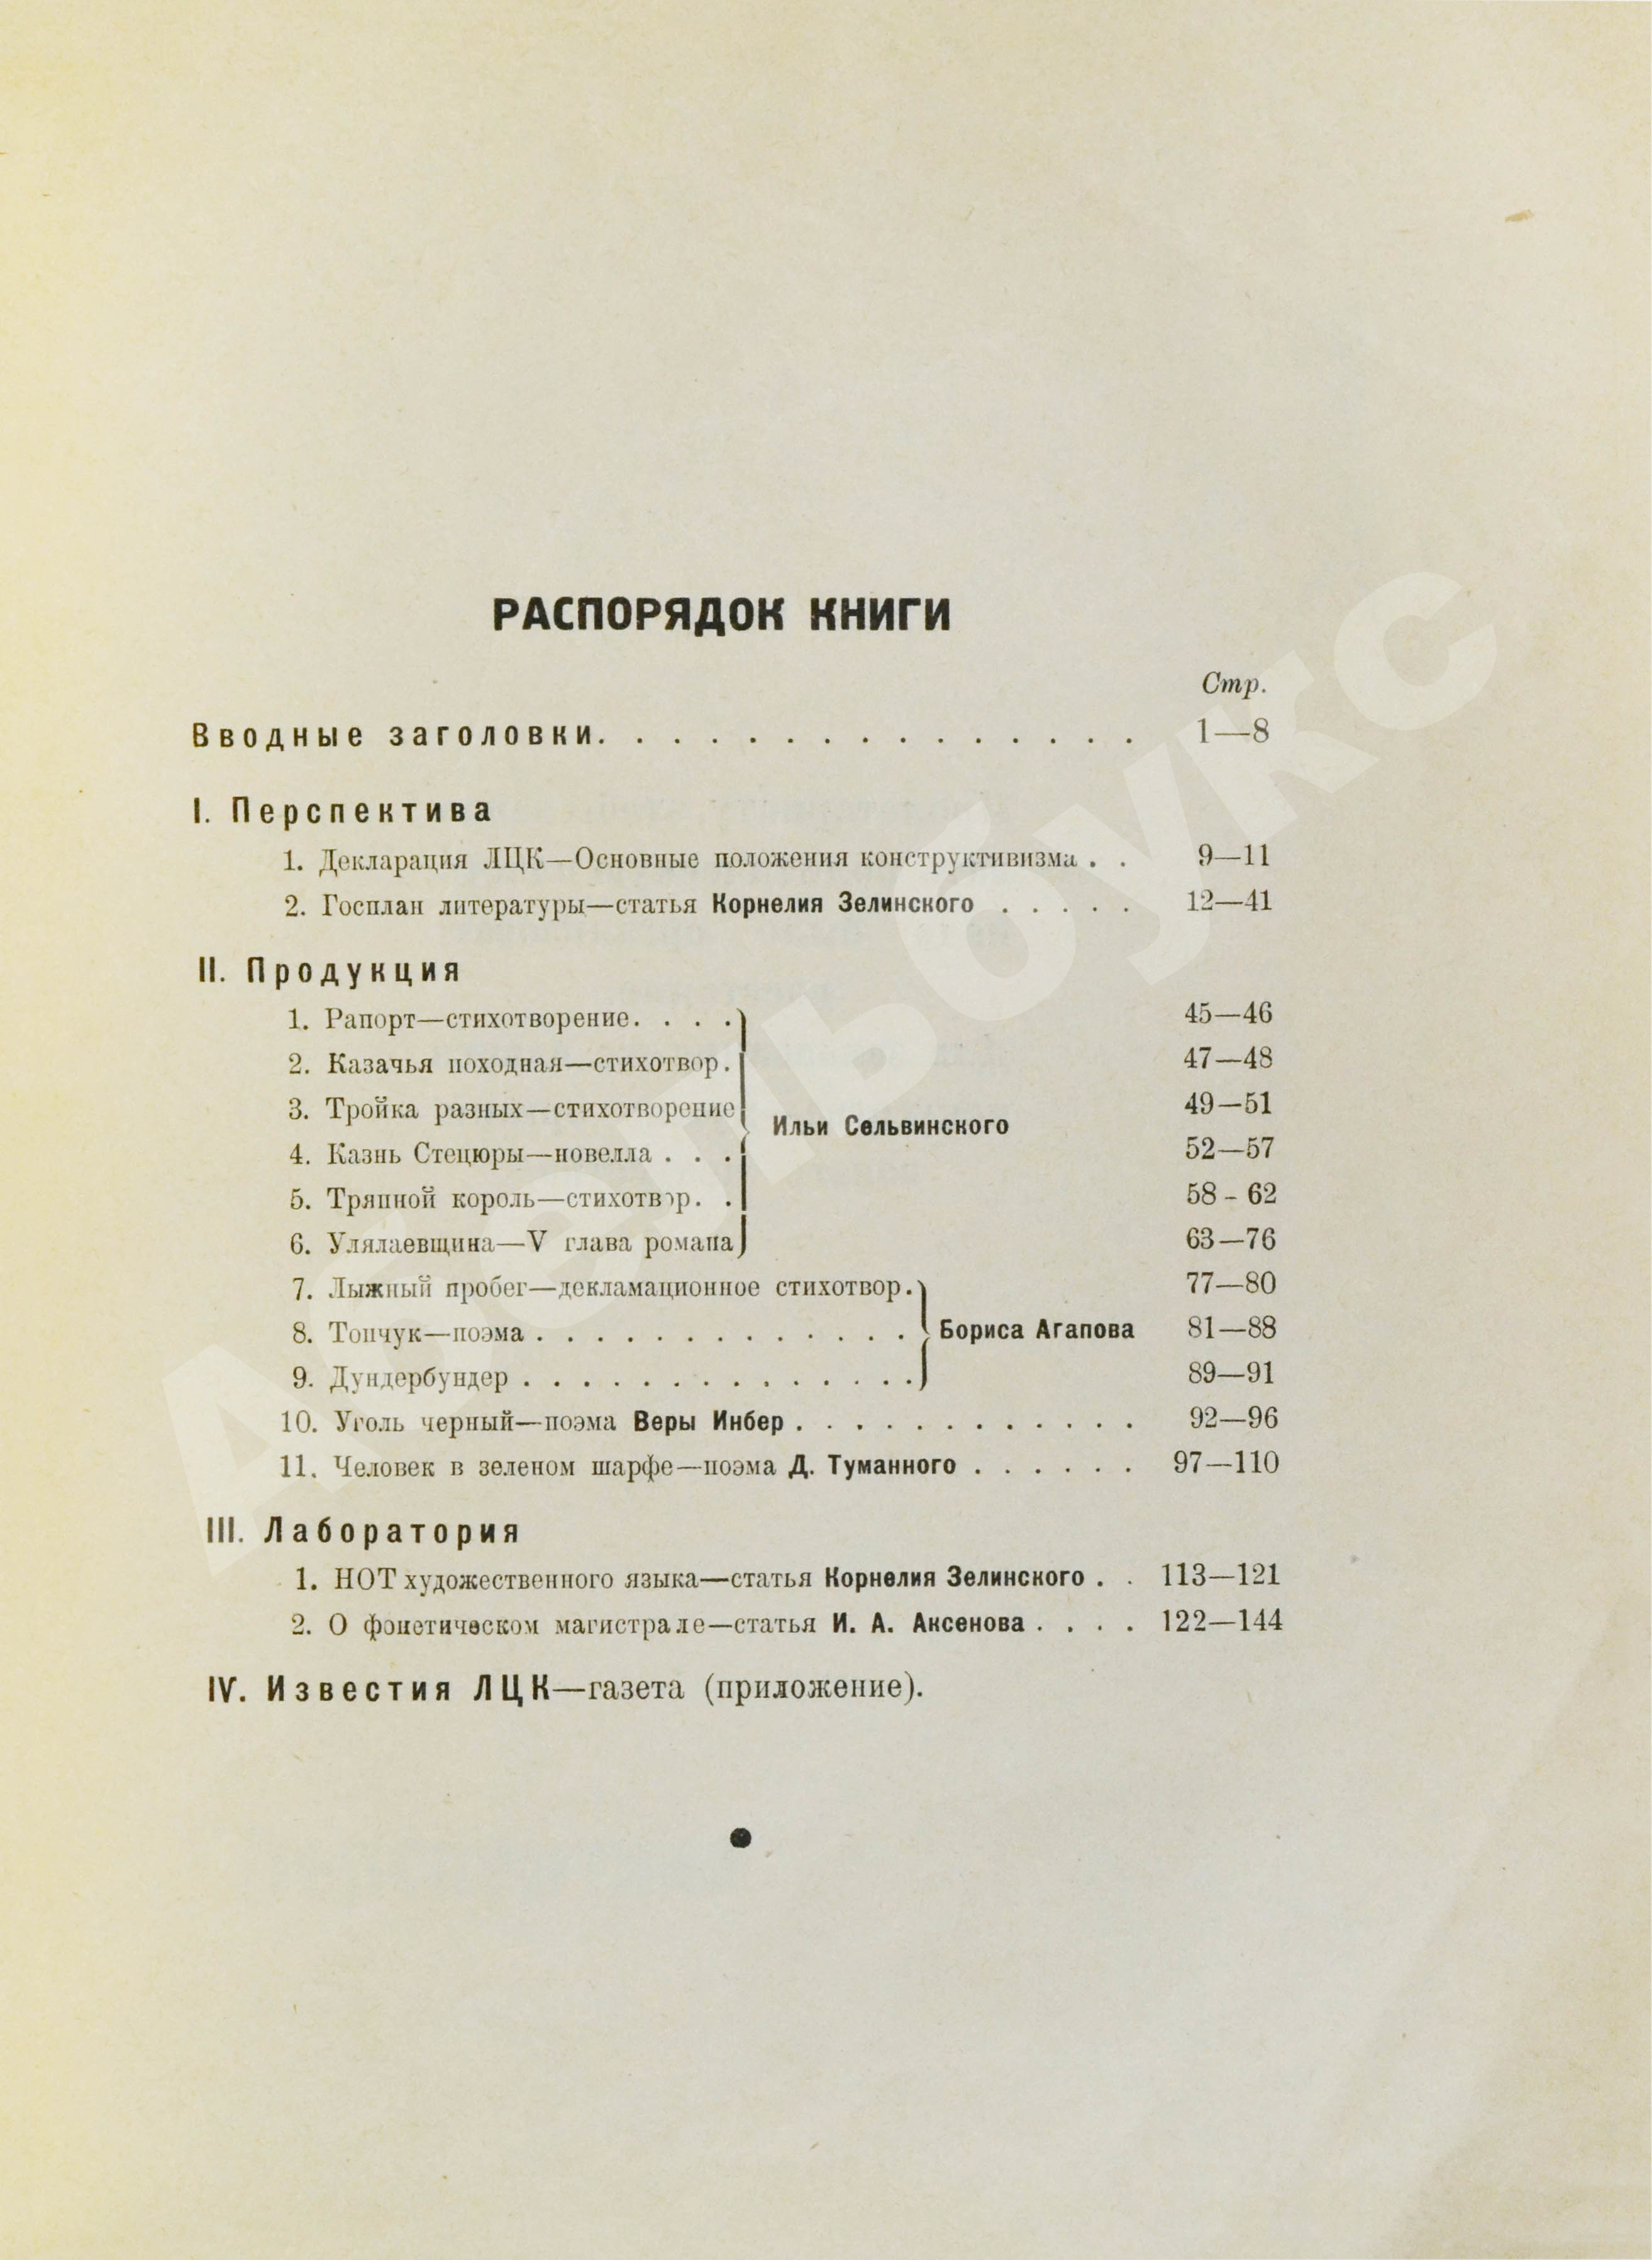 РАСПОРЯДОК КНИГИ
Стр.
Вводные заголовки. . . . . . . . . . . . . . . 1—8
I. Перспектива
1. Декларация ЛЦК—Основные положения конструктивизма . . 9—11
2. Госплан литературы—статья Корнелия Зелинского . . . . . 12—41
II. Продукция
1. Рапорт—стихотворение. . . . 45—46
2. Казачья походная—стихотвор. 47—48
3. Тройка разных—стихотворение 49—51
Ильи Сельвинского
4. Казнь Стецюры—новелла . . . 52—57
5. Тряпной король—стихотвор. . 58-62
6. Улялаевщина—V глава романа 63—76
7. Лыжный пробег—декламационное стихотвор. 77—80
8. Топчук—поэма . . . . . . . . . . . . . Бориса Агапова 81—88
9. Дундербундер . . . . . . . . . . . . . . 89—91
10. Уголь черный—поэма Веры Инбер . . . . . . . . . . . . 92—96
11. Человек в зеленом шарфе—поэма Д. Туманного . . . . . . 97—110
III. Лаборатория
1. НОТ художественного языка—статья Корнелия Зелинского . . 113—121
2. О фонетическом магистрале—статья И. А. Аксенова . . . . 122—144
IV. Известия ЛЦК—газета (приложение).
Астрьбукс